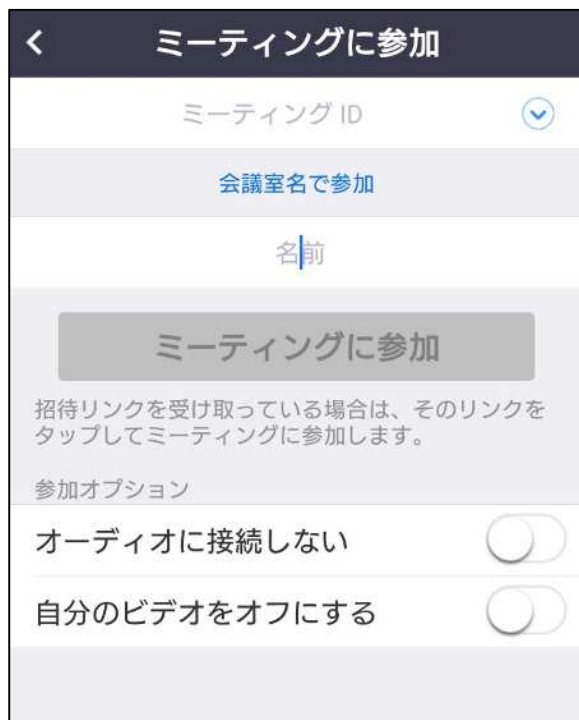 ミーティングに参加
ミーティング ID
会議室名で参加
名前
ミーティングに参加
招待リンクを受け取っている場合は、そのリンクを
タップしてミーティングに参加します。
参加オプション
オーディオに接続しない
自分のビデオをオフにする